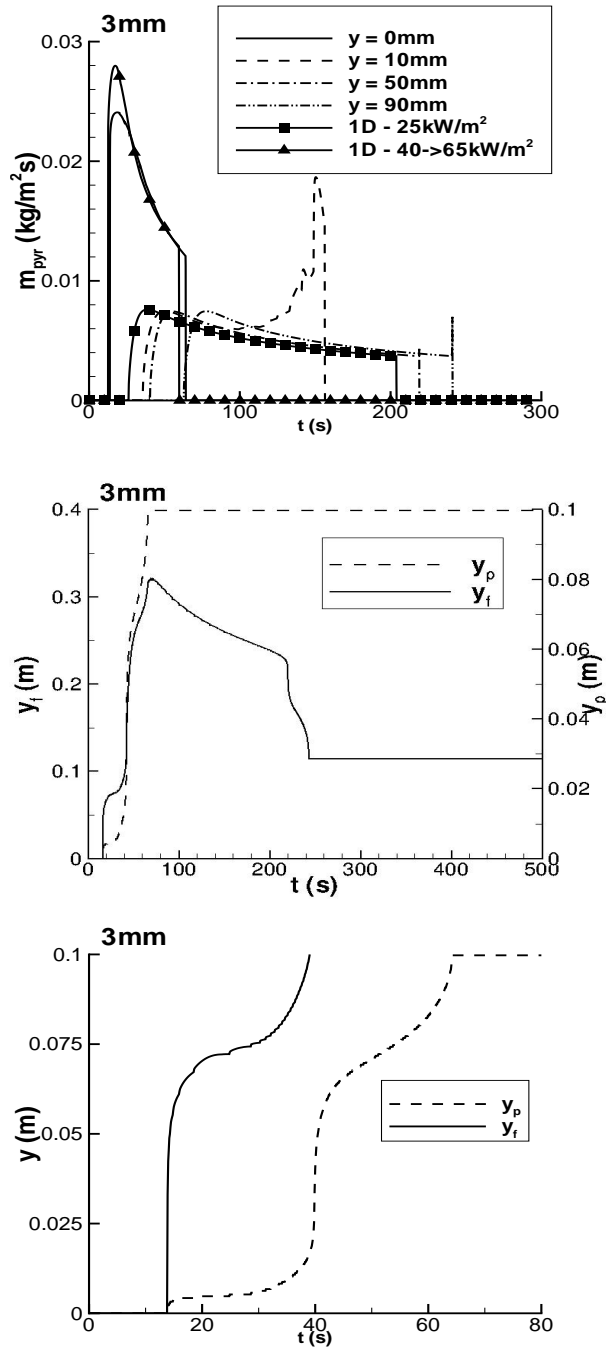 3mm
y = 0mm
y = 10mm
y = 50mm
y = 90mm
1D - 25kW/m²
1D - 40->65kW/m²
0.03
0.02
0.01
0
m_pyr (kg/m²s)
100 200 300
t (s)
3mm
0.4
0.3
0.2
0.1
0
y_f (m)
y_p
y_f
0.1
0.08
0.06
0.04
0.02
0
y_p (m)
0 100 200 300 400 500
t (s)
3mm
0.1
0.075
0.05
0.025
0
y (m)
y_p
y_f
0 20 40 60 80
t (s)